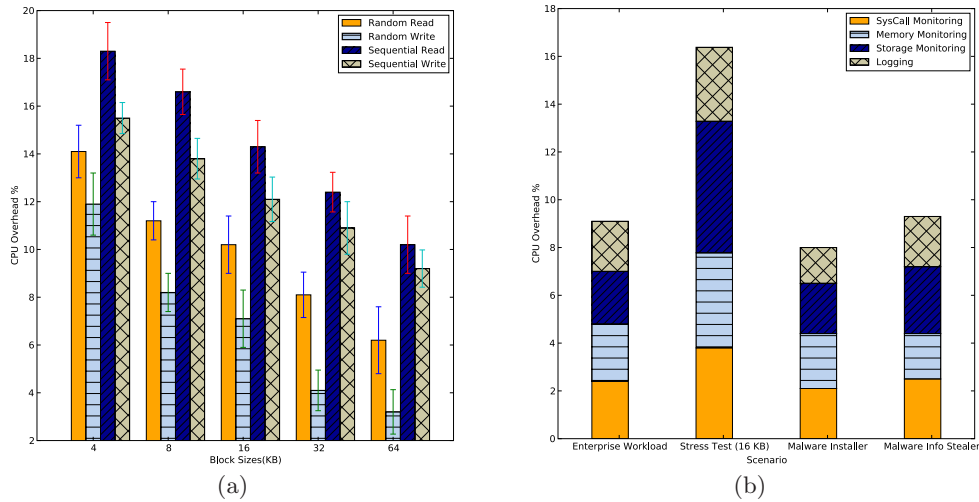 20
18
16
14
12
10
8
6
4
2
CPU Overhead %
Random Read
Random Write
Sequential Read
Sequential Write
4 8 16 32 64
Block Sizes(KB)
(a)
18
16
14
12
10
8
6
4
2
0
CPU Overhead %
SysCall Monitoring
Memory Monitoring
Storage Monitoring
Logging
Enterprise Workload Stress Test (16 KB) Malware Installer Malware Info Stealer
Scenario
(b)